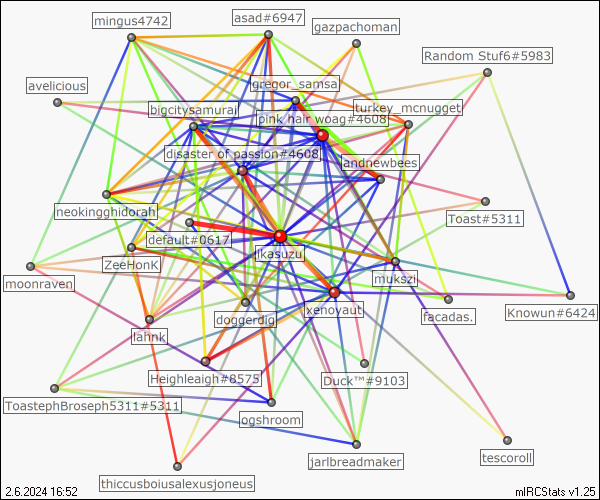 mingus4742
asad#6947
gazpachoman
Random Stuf6#5983
avelicious
gregor_samsa
bigcitysamurai
pink hair woag#4608
turkey_mcnugget
disaster of passion#4608
landnewbees
neokingghidorah
default#0617
Toast#5311
ikasuzu
ZeeHonK
mukszi
moonraven
doggerdig
xenoyaut
facadas.
Knowun#6424
lahnk
Heighleaigh#8575
Duck™#9103
ToastephBroseph5311#5311
ogshroom
jarlbreadmaker
tescoroll
thiccusboiusalexusjoneus
2.6.2024 16:52
mIRCStats v1.25